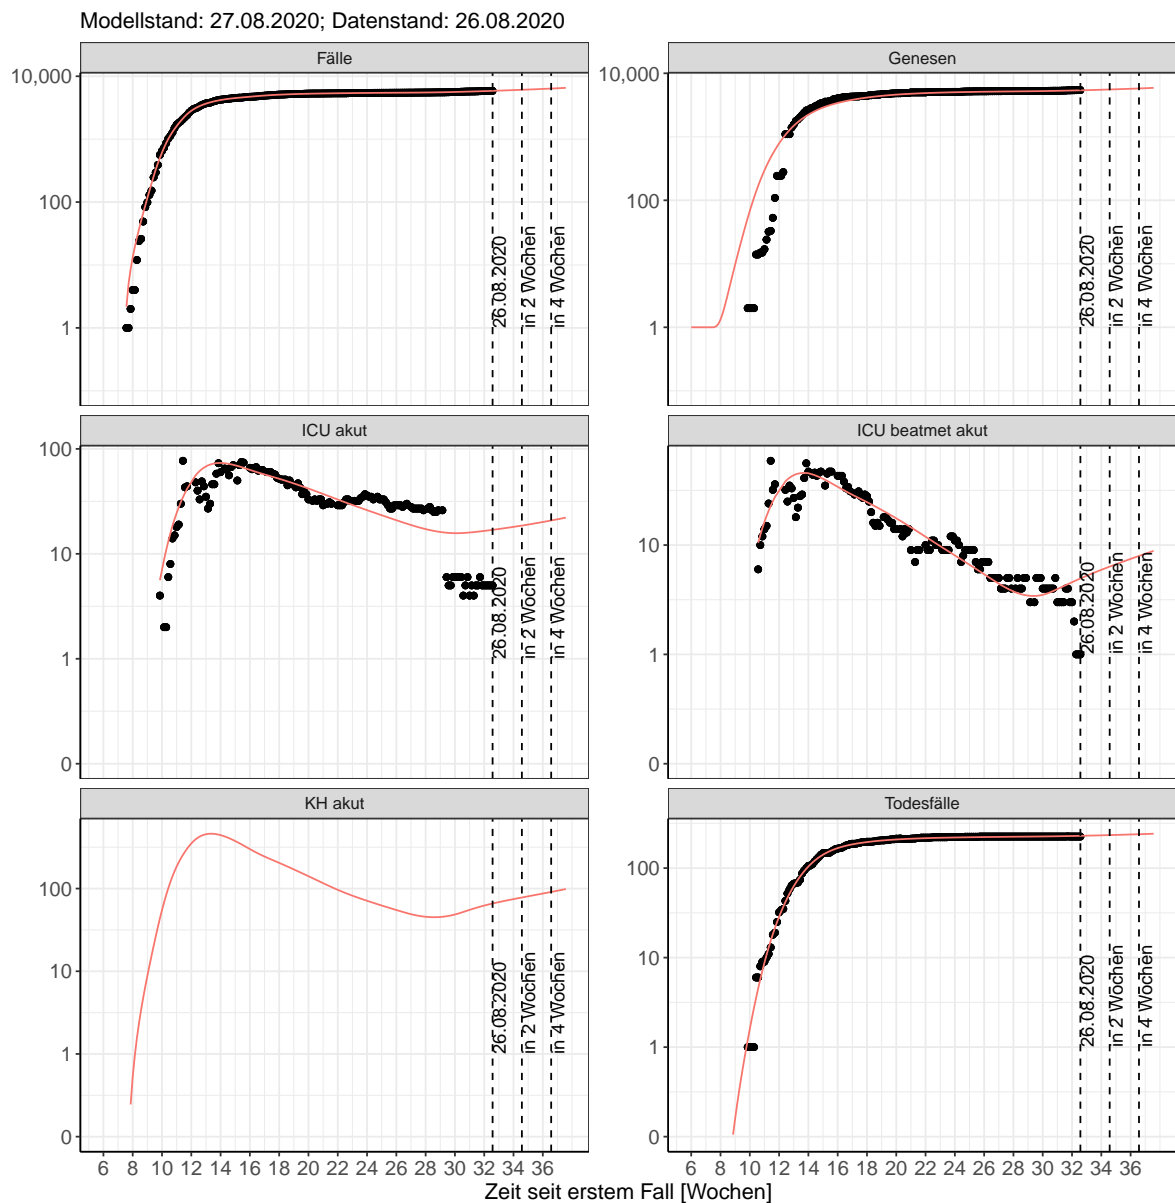 Modellstand: 27.08.2020; Datenstand: 26.08.2020
Fälle
10,000
100
1
26.08.2020
in 2 Wochen
in 4 Wochen
Genesen
10,000
100
1
26.08.2020
in 2 Wochen
in 4 Wochen
ICU akut
100
10
1
0
26.08.2020
in 2 Wochen
in 4 Wochen
ICU beatmet akut
10
1
0
26.08.2020
in 2 Wochen
in 4 Wochen
KH akut
100
10
1
0
26.08.2020
in 2 Wochen
in 4 Wochen
6 8 10 12 14 16 18 20 22 24 26 28 30 32 34 36
Todesfälle
100
10
1
0
26.08.2020
in 2 Wochen
in 4 Wochen
6 8 10 12 14 16 18 20 22 24 26 28 30 32 34 36
Zeit seit erstem Fall [Wochen]